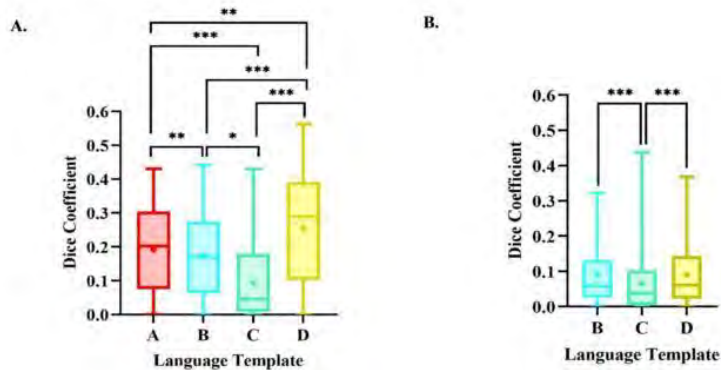 A.
**
***
***
***
**
*
Dice Coefficient
0.6
0.5
0.4
0.3
0.2
0.1
0.0
A B C D
Language Template
B.
*** ***
Dice Coefficient
0.6
0.5
0.4
0.3
0.2
0.1
0.0
B C D
Language Template